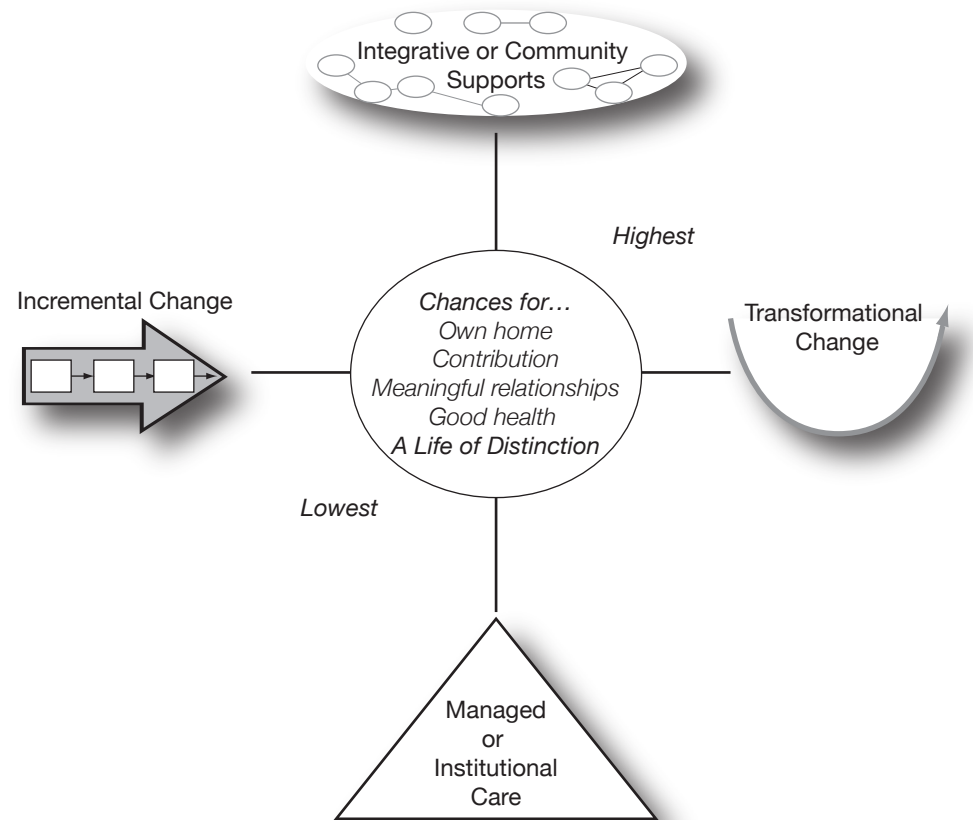 Integrative or Community
Supports
Highest
Incremental Change
Chances for…
Own home
Contribution
Meaningful relationships
Good health
A Life of Distinction
Transformational
Change
Lowest
Managed
or
Institutional
Care